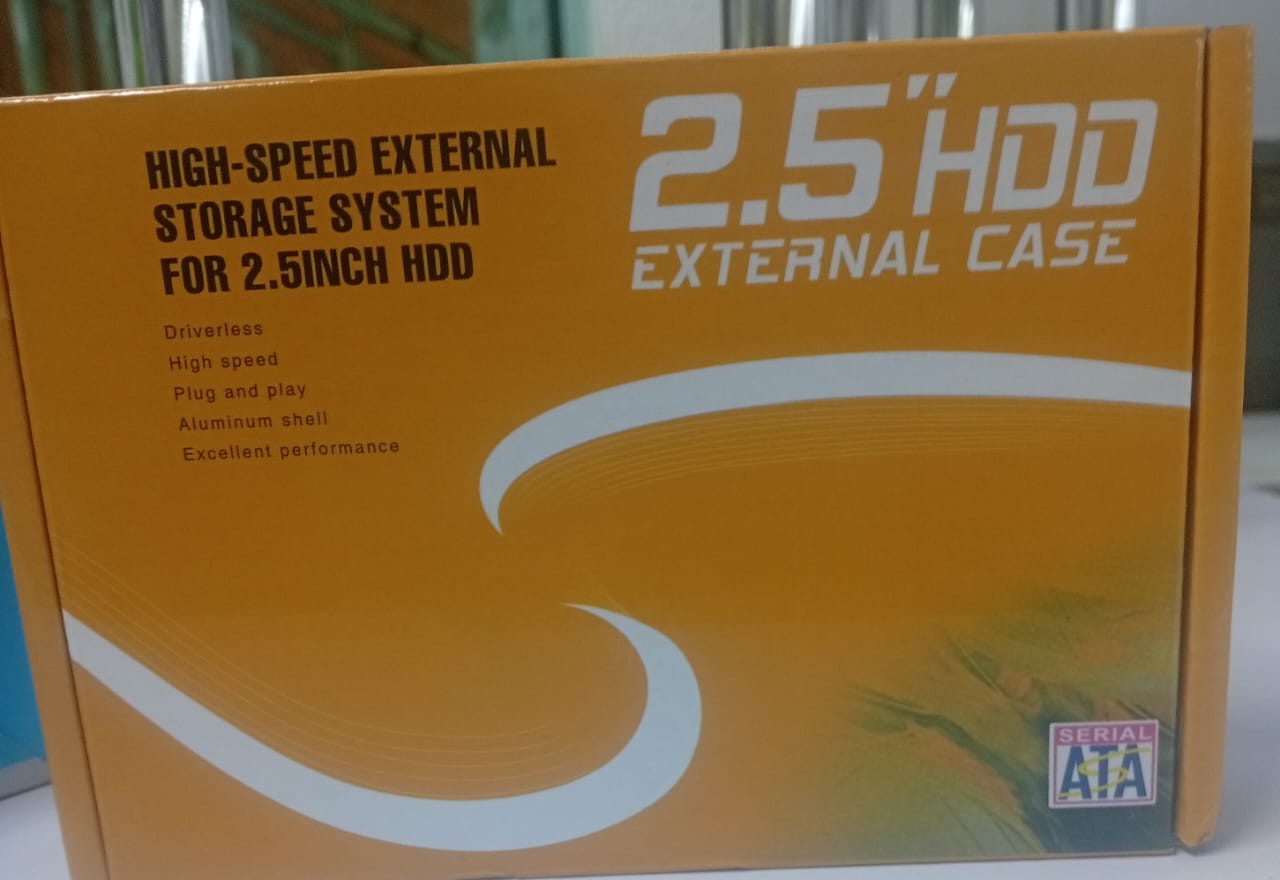 HIGH-SPEED EXTERNAL
STORAGE SYSTEM
FOR 2.5INCH HDD
Driverless
High speed
Plug and play
Aluminum shell
Excellent performance
2.5" HDD
EXTERNAL CASE
SERIAL
ATA